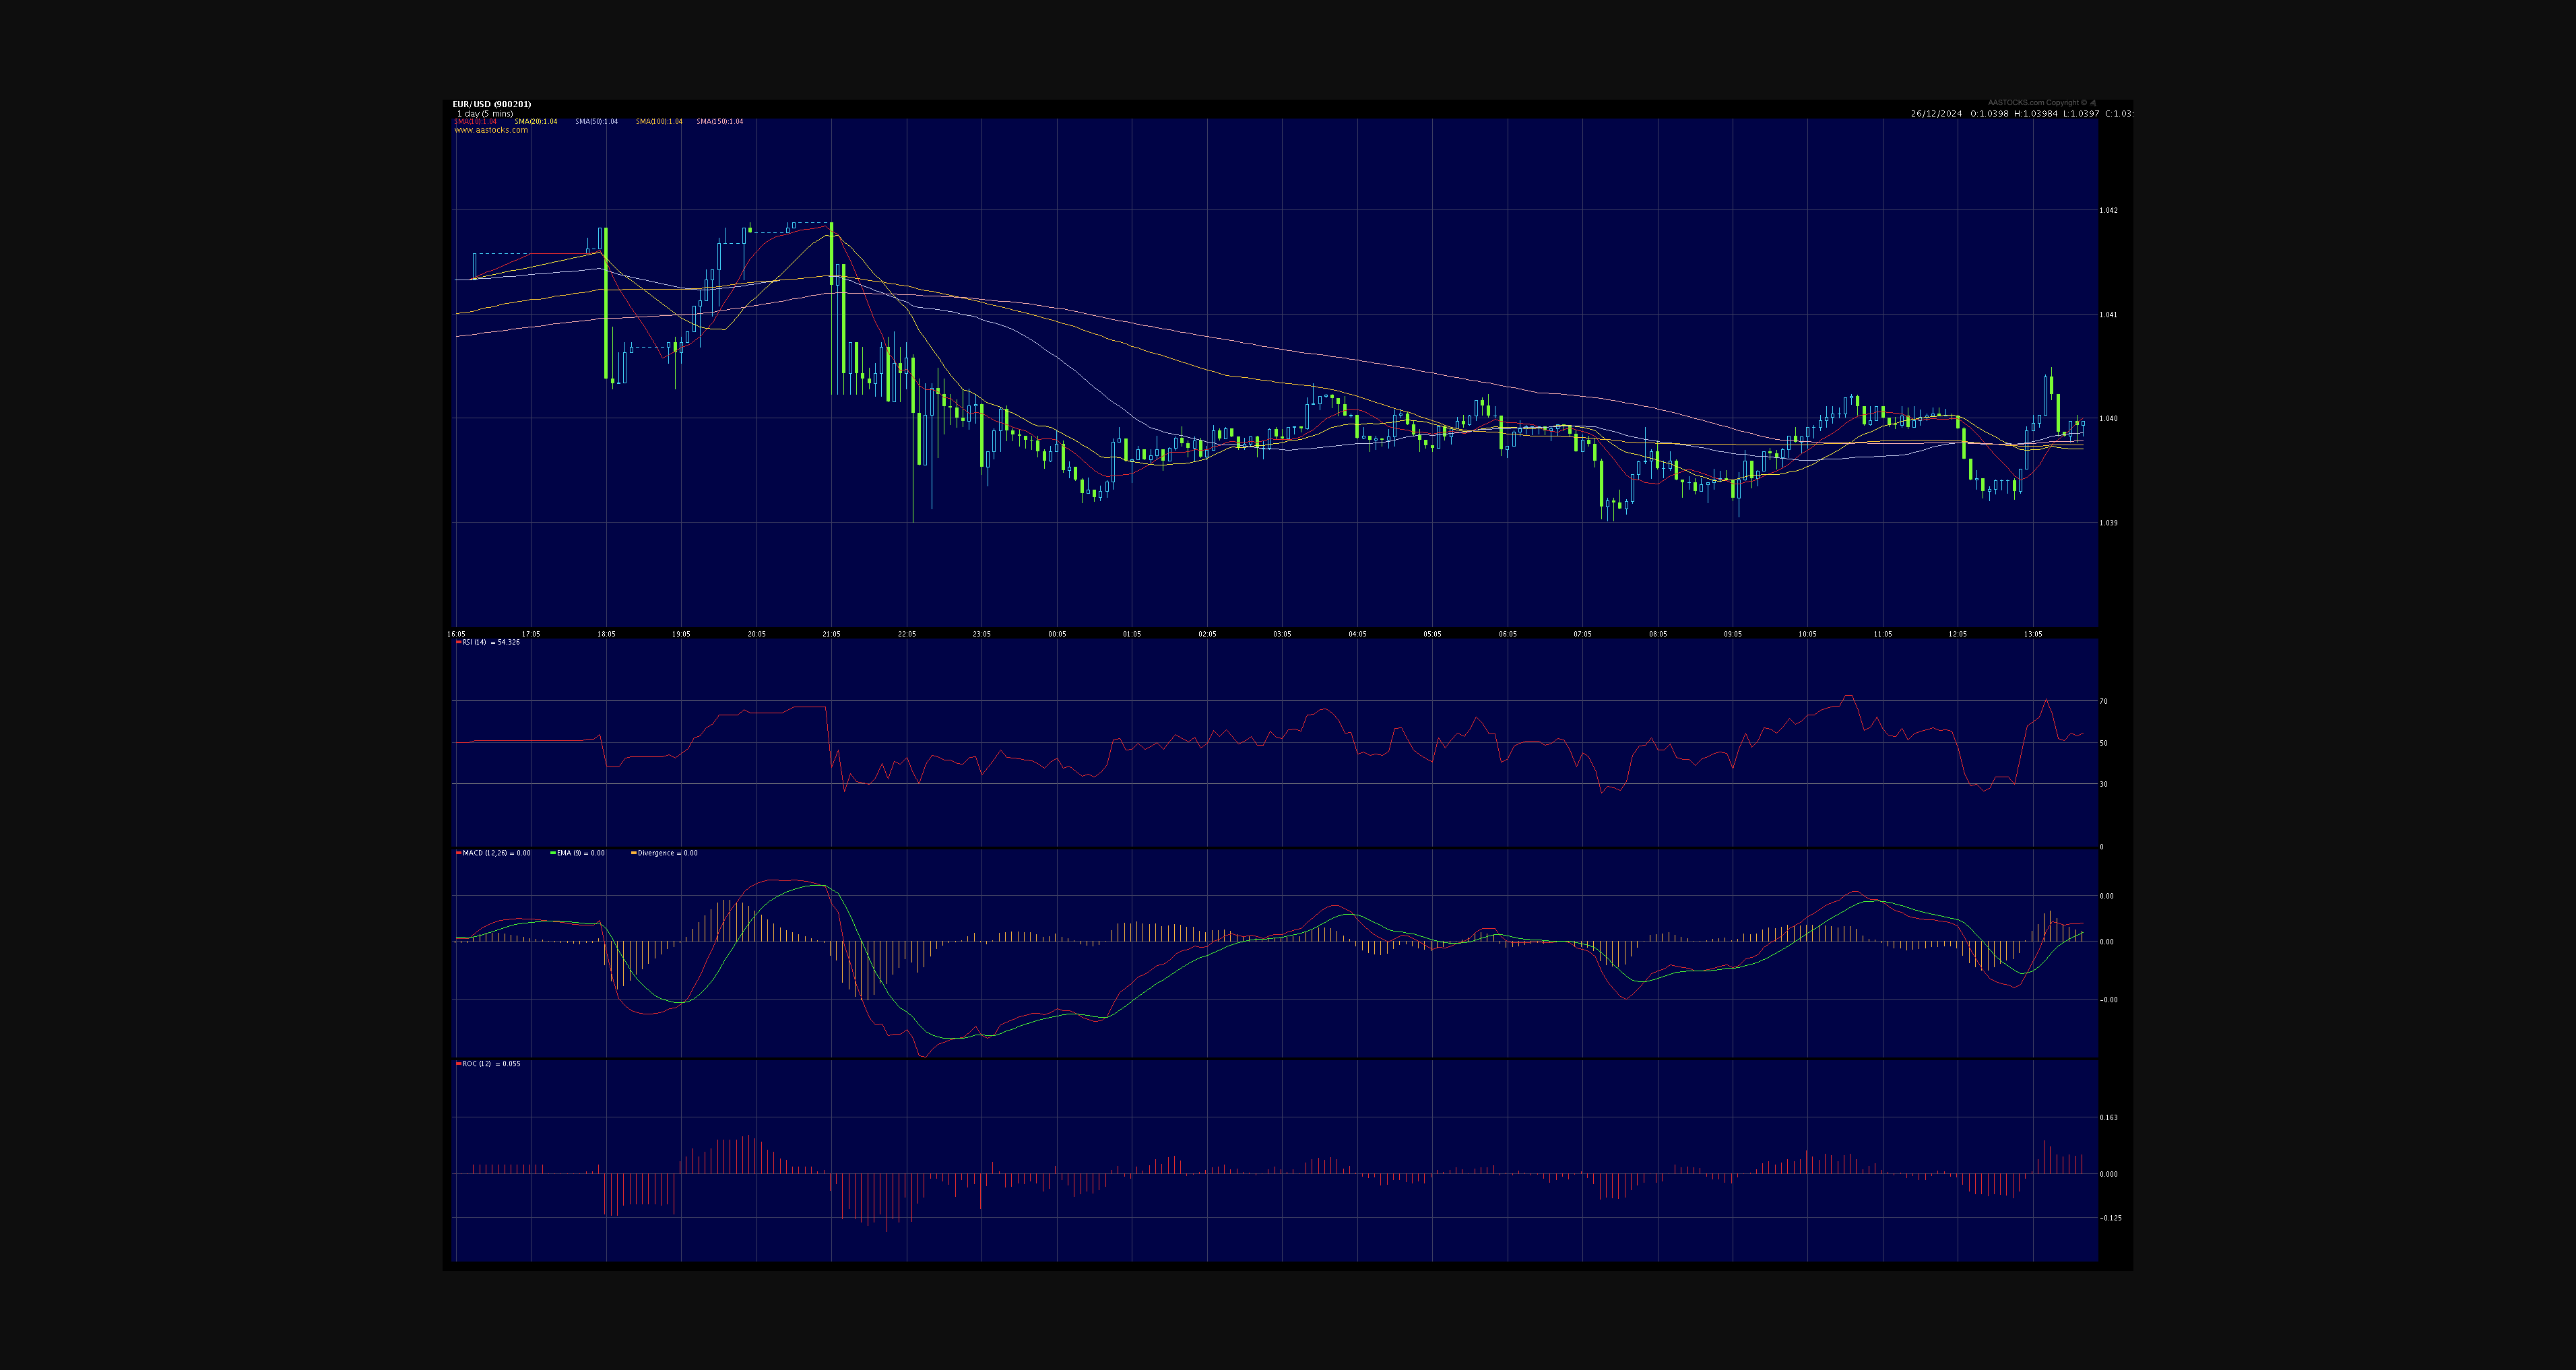 EUR/USD (900201)
AASTOCKS.com Copyright ©
1 day (5 mins)
26/12/2024 O:1.0398 H:1.03984 L:1.0397 C:1.03
SMA(10):1.04 SMA(20):1.04 SMA(50):1.04 SMA(100):1.04 SMA(150):1.04
www.aastocks.com
1.042
1.041
1.040
1.039
16:05 17:05 18:05 19:05 20:05 21:05 22:05 23:05 00:05 01:05 02:05 03:05 04:05 05:05 06:05 07:05 08:05 09:05 10:05 11:05 12:05 13:05
RSI (14) = 54.326
70
50
30
0
MACD (12,26) = 0.00 EMA (9) = 0.00 Divergence = 0.00
0.00
0.00
-0.00
ROC (12) = 0.055
0.163
0.000
-0.125